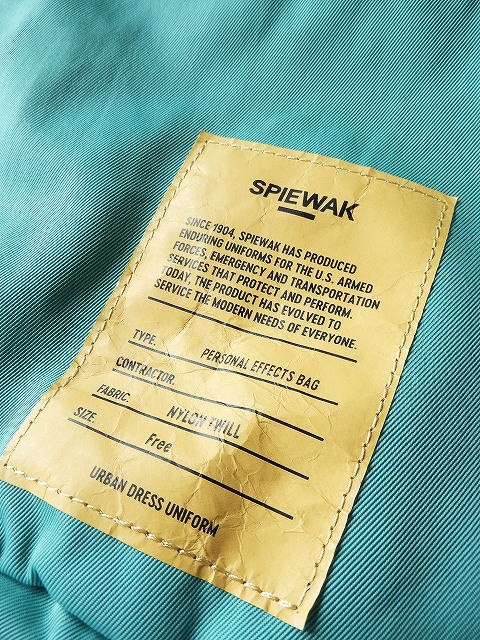 SPIEWAK
SINCE 1904, SPIEWAK HAS PRODUCED
ENDURING UNIFORMS FOR THE U.S. ARMED
FORCES, EMERGENCY AND TRANSPORTATION
SERVICES THAT PROTECT AND PERFORM.
TODAY, THE PRODUCT HAS EVOLVED TO
SERVICE THE MODERN NEEDS OF EVERYONE.
TYPE. PERSONAL EFFECTS BAG
CONTRACTOR.
FABRIC. NYLON TWILL
SIZE. Free
URBAN DRESS UNIFORM